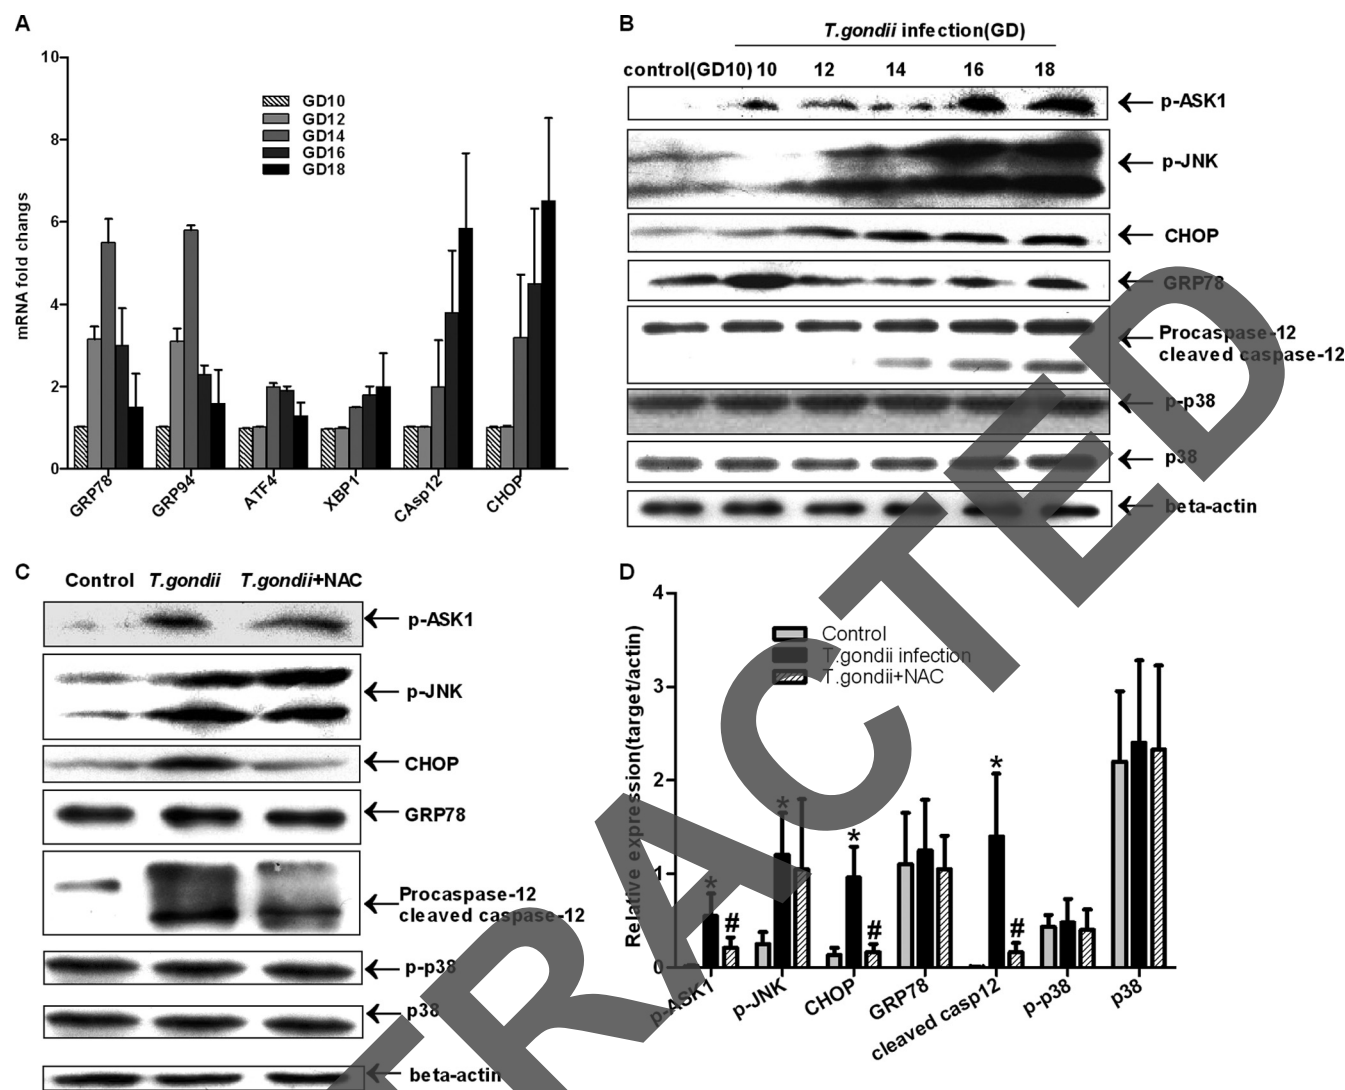 A
mRNA fold changes
10
8
6
4
2
0
GD10
GD12
GD14
GD16
GD18
GRP78
GRP94
ATF4
XBP1
CAsp12
CHOP
B
T.gondii infection(GD)
control(GD10) 10 12 14 16 18
p-ASK1
p-JNK
CHOP
GRP78
Procaspase-12
cleaved caspase-12
p-p38
p38
beta-actin
C
Control T.gondii T.gondii+NAC
p-ASK1
p-JNK
CHOP
GRP78
Procaspase-12
cleaved caspase-12
p-p38
p38
beta-actin
D
Relative expression(target/actin)
4
3
2
1
0
Control
T.gondii infection
T.gondii+NAC
*
#
*
*
#
*
#
p-ASK1
p-JNK
CHOP
GRP78
cleaved casp12
p-p38
p38
TRACTED